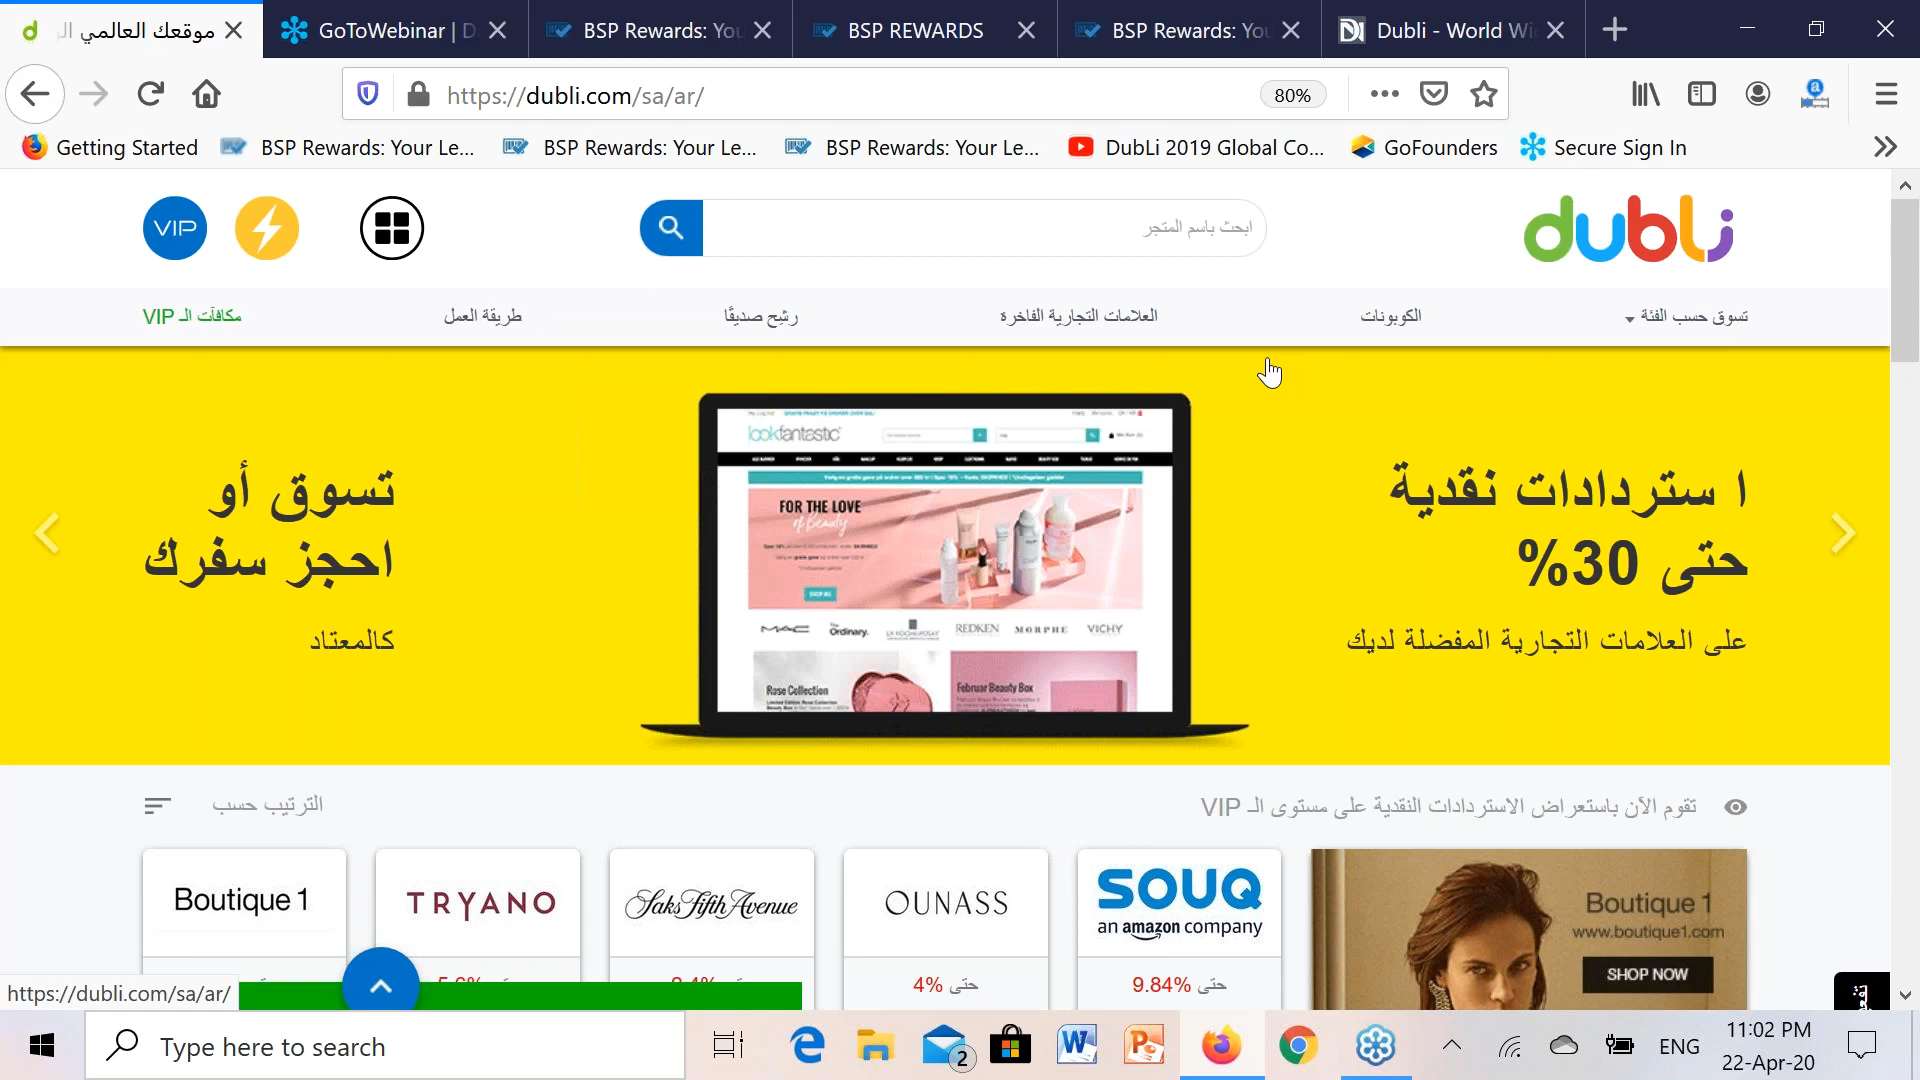 موقعك العالمي
GoToWebinar | D
BSP Rewards: You
BSP REWARDS
BSP Rewards: You
Dubli - World Wi
https://dubli.com/sa/ar/
80%
Getting Started
BSP Rewards: Your Le...
BSP Rewards: Your Le...
BSP Rewards: Your Le...
DubLi 2019 Global Co...
GoFounders
Secure Sign In
VIP
ابحث باسم المتجر
dubli
تسوق حسب الفئة
الكوبونات
العلامات التجارية الفاخرة
رشح صديقًا
طريقة العمل
مكافآت الـ VIP
ا ستردادات نقدية
حتى 30%
على العلامات التجارية المفضلة لديك
lookfantastic
FOR THE LOVE
of Beauty
MAC
The Ordinary.
LA ROCHE-POSAY
REDKEN
MORPHE
VICHY
Rose Collection
Februar Beauty Box
تسوق أو
احجز سفرك
كالمعتاد
تقوم الآن باستعراض الاستردادات النقدية على مستوى الـ VIP
الترتيب حسب
Boutique 1
www.boutique1.com
SHOP NOW
SOUQ
an amazon company
حتى 9.84%
OUNASS
حتى 4%
Saks Fifth Avenue
TRYANO
Boutique 1
https://dubli.com/sa/ar/
Type here to search
2
ENG
11:02 PM
22-Apr-20